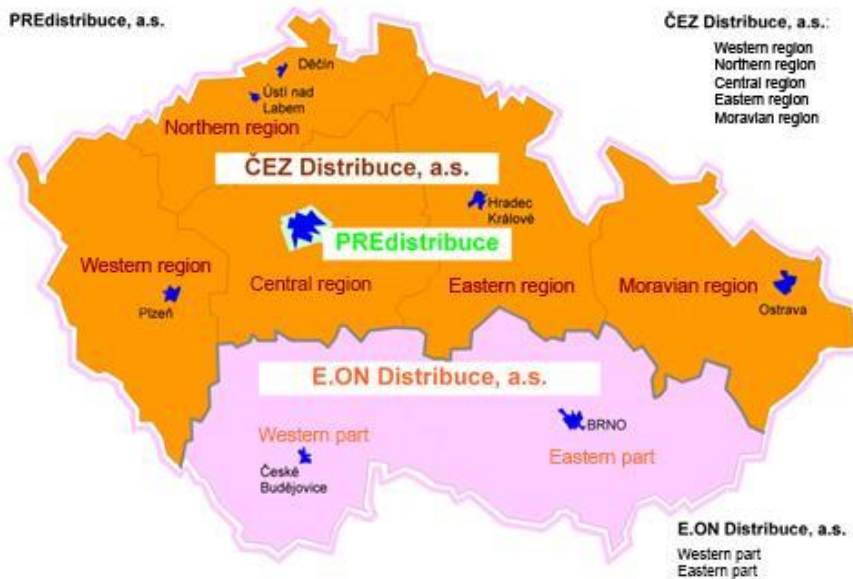 PREdistribuce, a.s.
ČEZ Distribuce, a.s.:
Western region
Northern region
Central region
Eastern region
Moravian region
Děčín
Ústí nad
Labem
Northern region
ČEZ Distribuce, a.s.
Hradec
Králové
PREdistribuce
Western region
Central region
Eastern region
Moravian region
Plzeň
Ostrava
E.ON Distribuce, a.s.
Western part
BRNO
Eastern part
České
Budějovice
E.ON Distribuce, a.s.
Western part
Eastern part